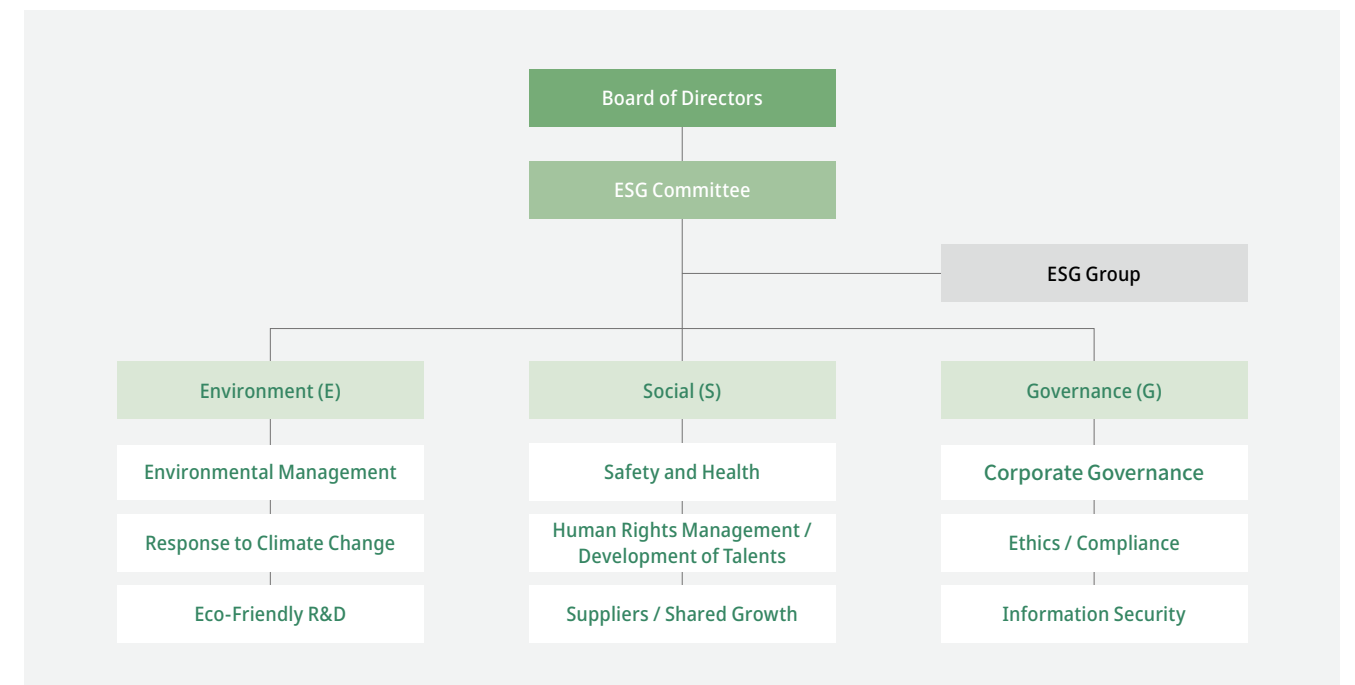 Board of Directors
ESG Committee
ESG Group
Environment (E)
Social (S)
Governance (G)
Environmental Management
Safety and Health
Corporate Governance
Response to Climate Change
Human Rights Management /
Development of Talents
Ethics / Compliance
Eco-Friendly R&D
Suppliers / Shared Growth
Information Security